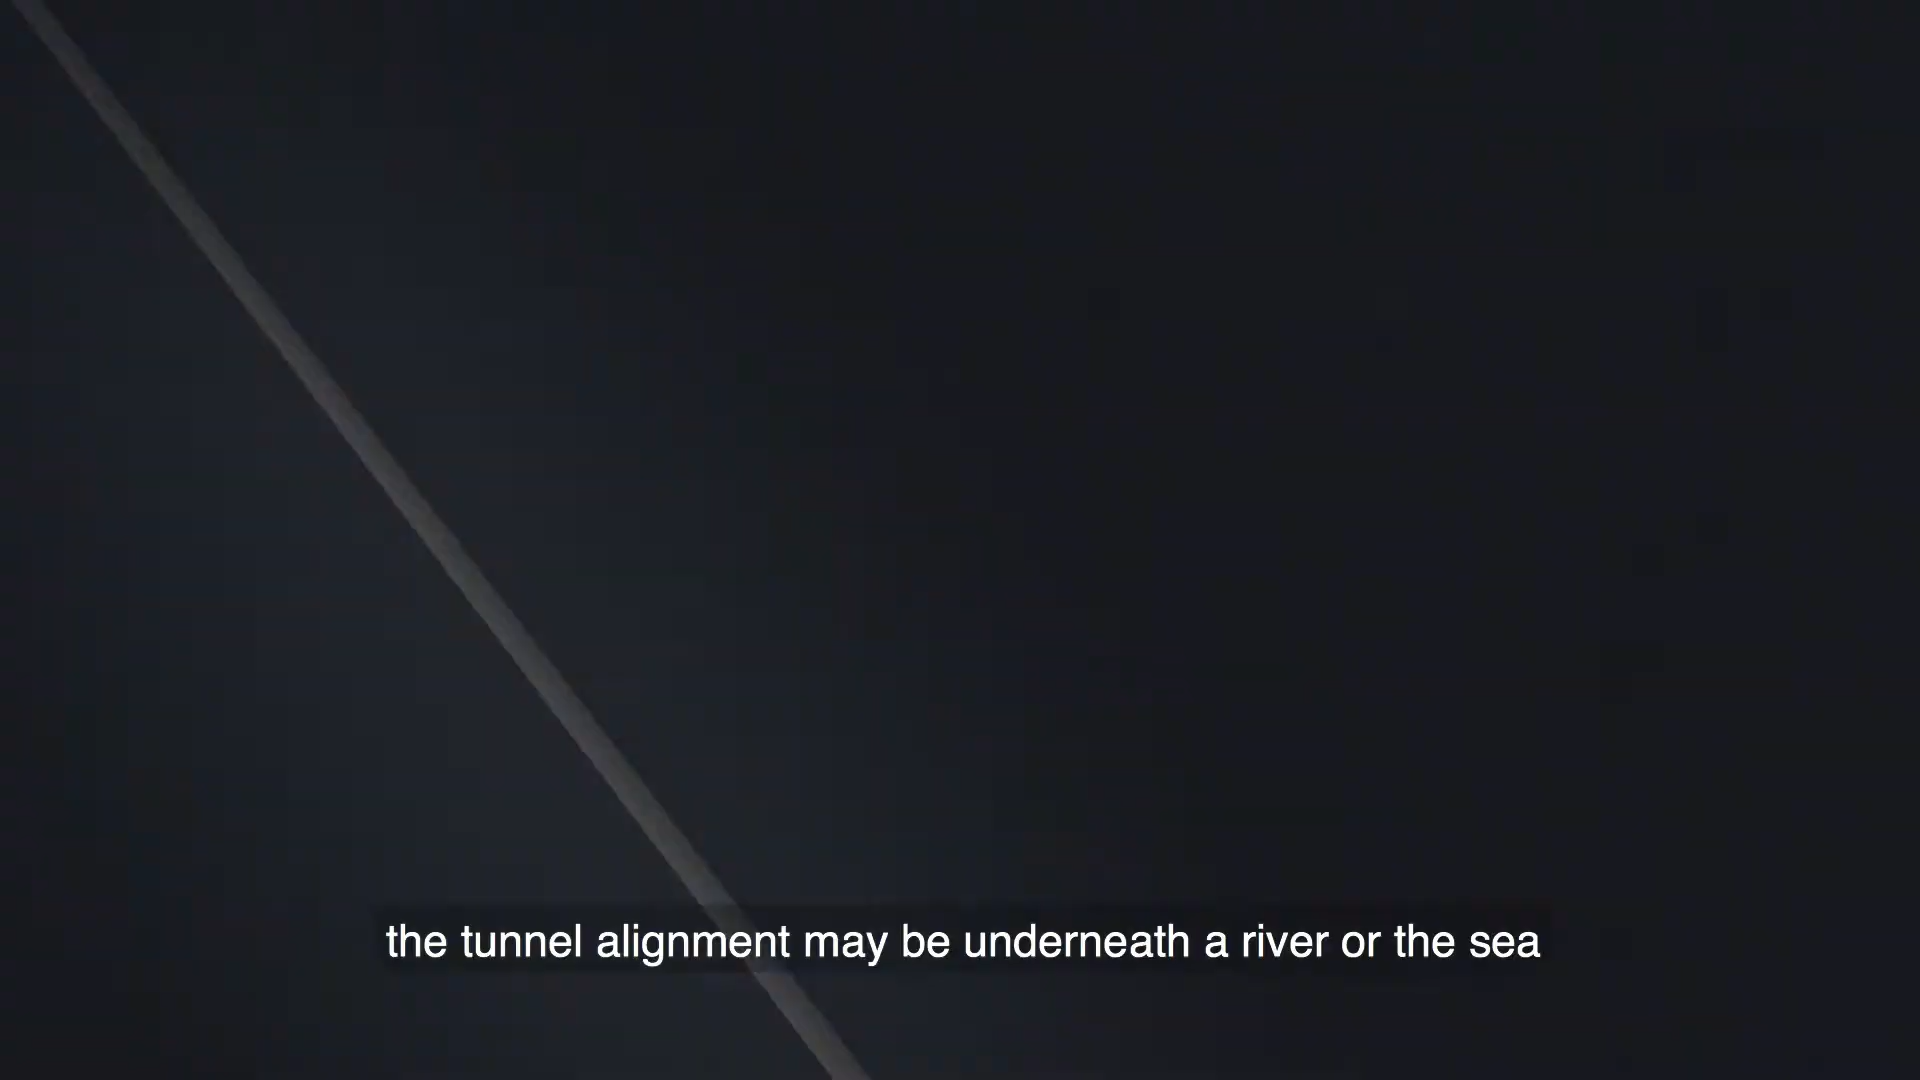 the tunnel alignment may be underneath a river or the sea